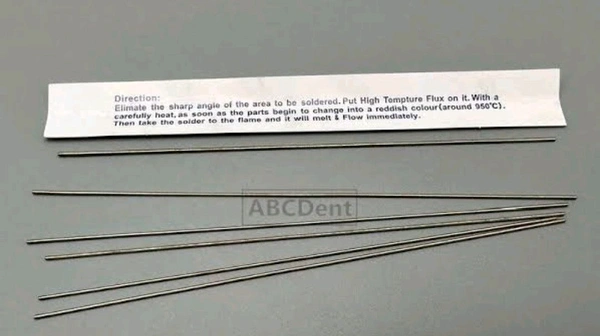 Direction:
Elimate the sharp angle of the area to be soldered. Put High Tempture Flux on it. With a
carefully heat, as soon as the parts begin to change into a reddish colour(around 950℃).
Then take the solder to the flame and it will melt & Flow immediately.
ABCDent